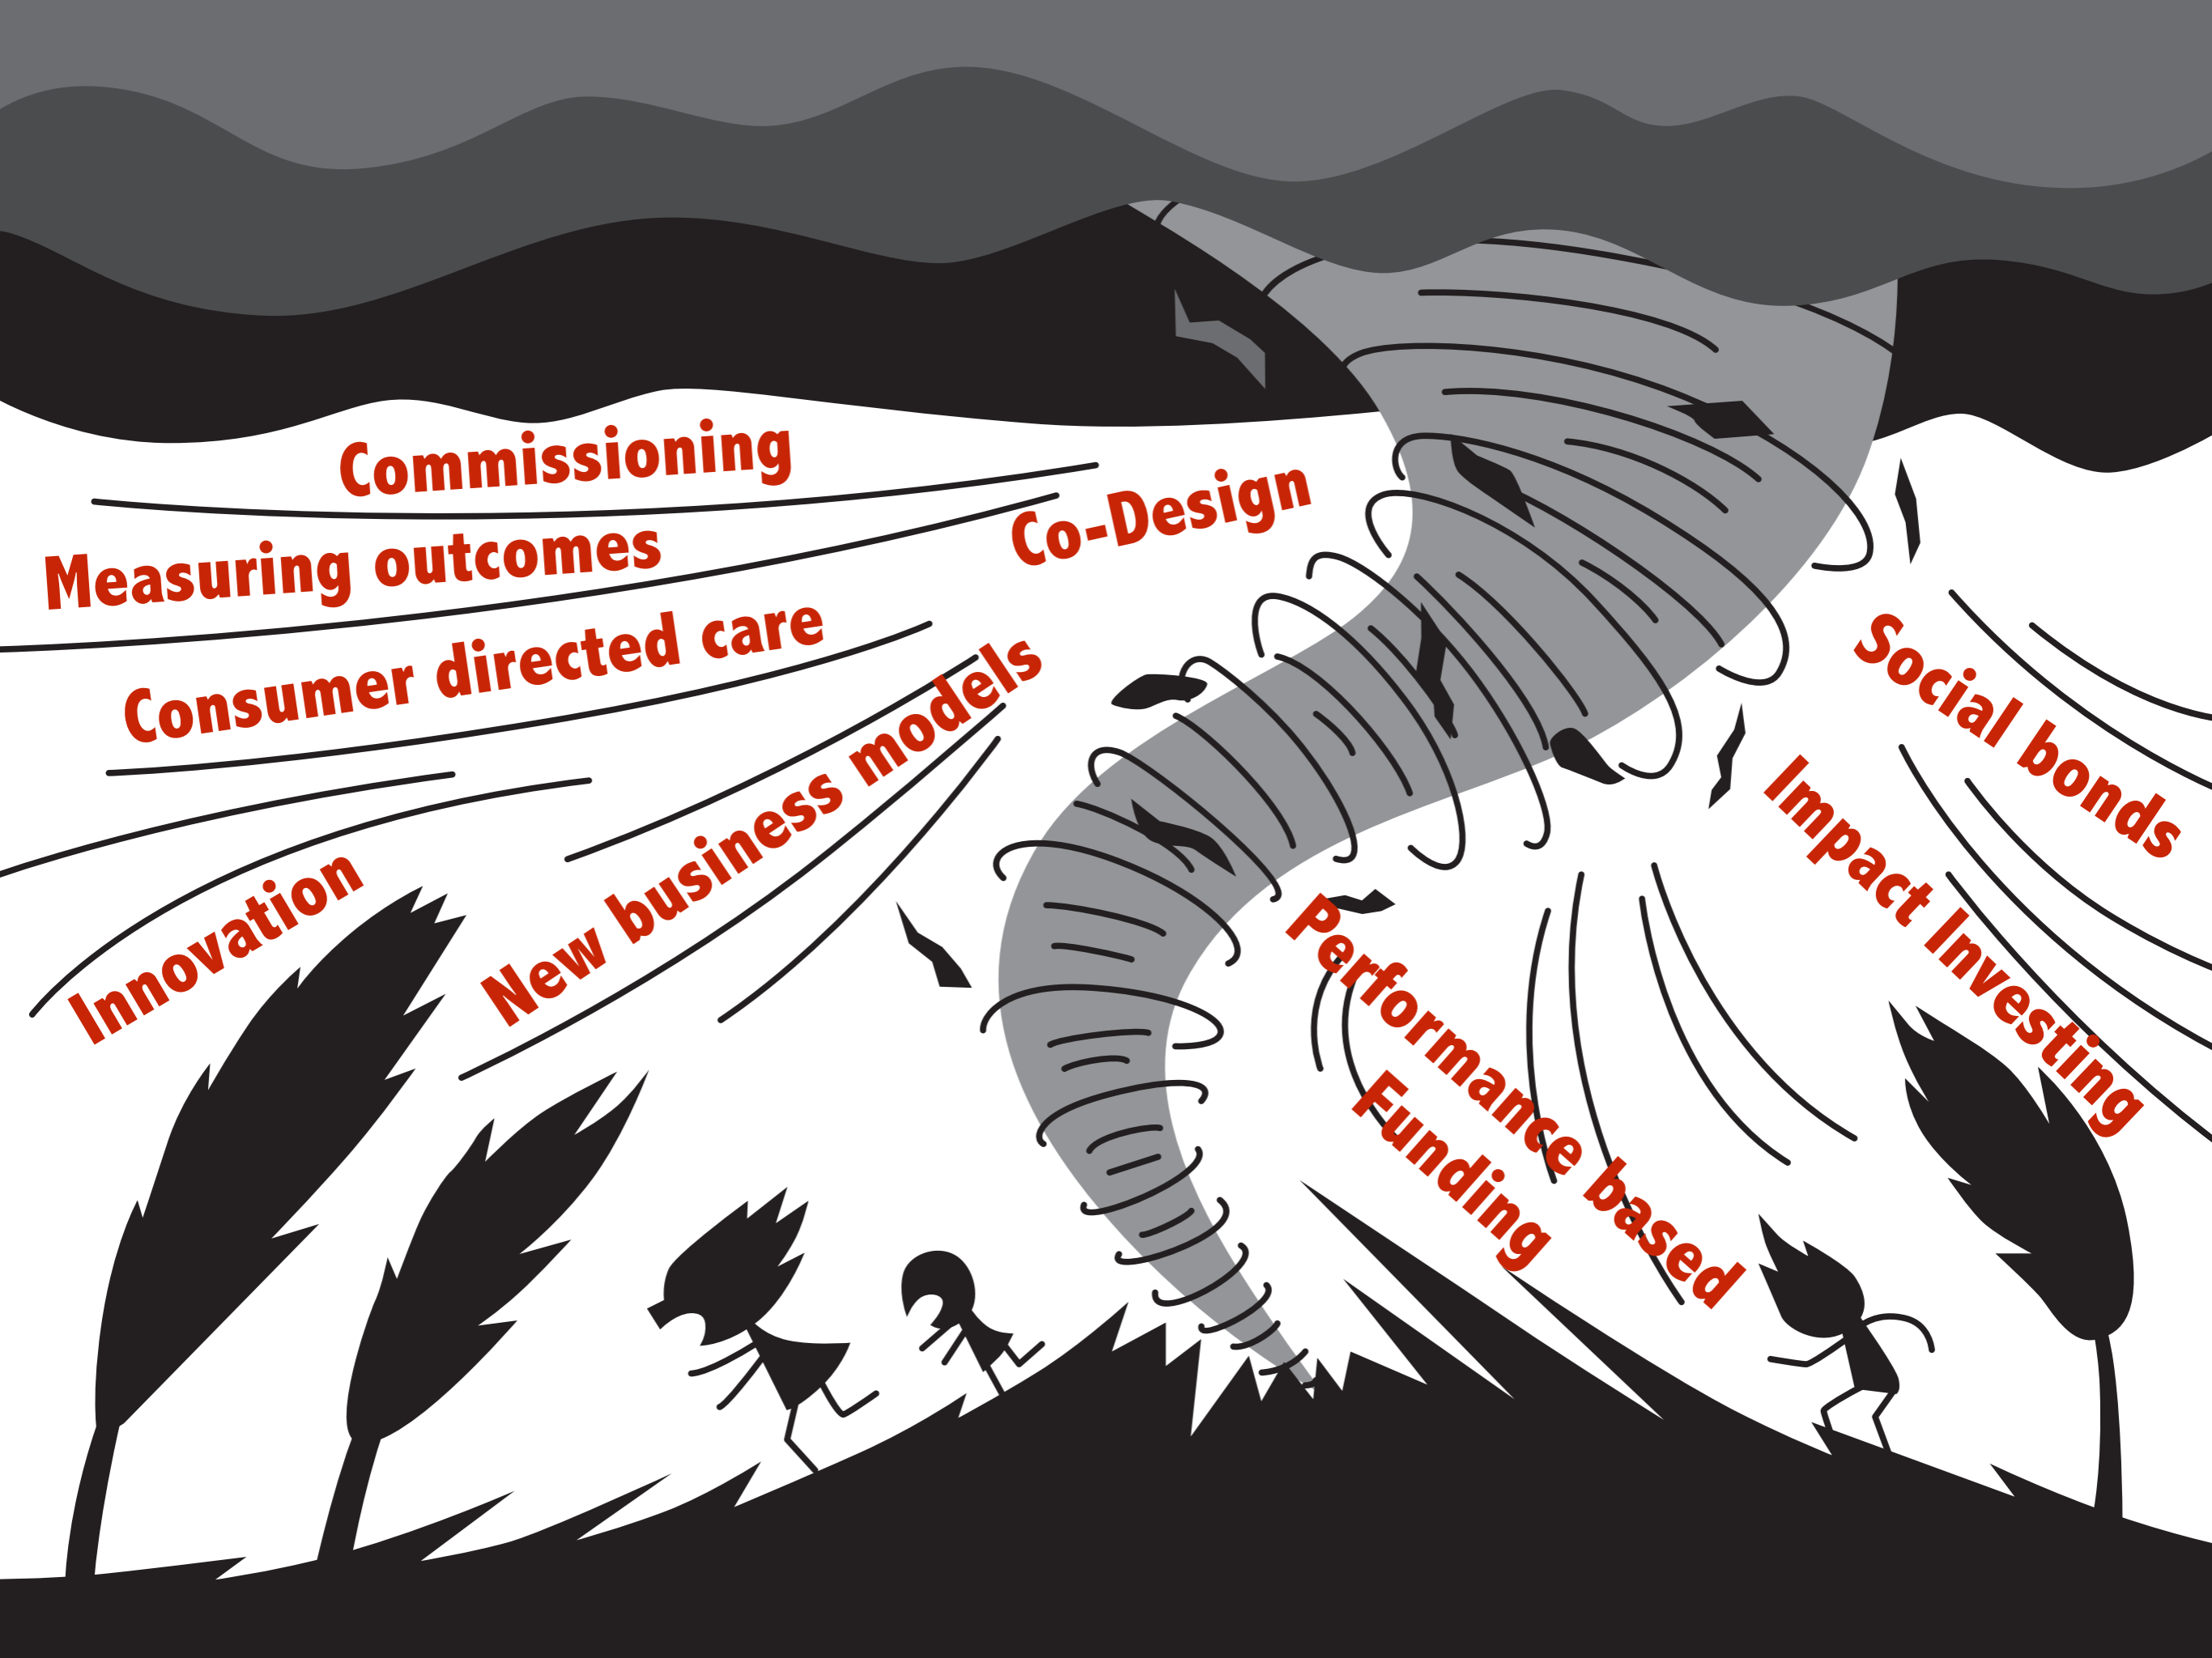 Commissioning
Measuring outcomes
Co-Design
Consumer directed care
New business models
Innovation
Social bonds
Impact Investing
Performance based
Funding